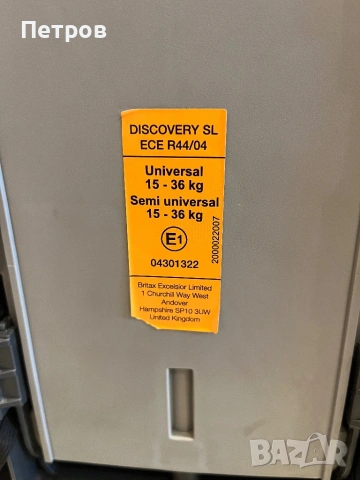 Петров
DISCOVERY SL
ECE R44/04
Universal
15 - 36 kg
Semi universal
15 - 36 kg
E1
04301322
2000022007
Britax Excelsior Limited
1 Churchill Way West
Andover
Hampshire SP10 3UW
United Kingdom
BAZAR